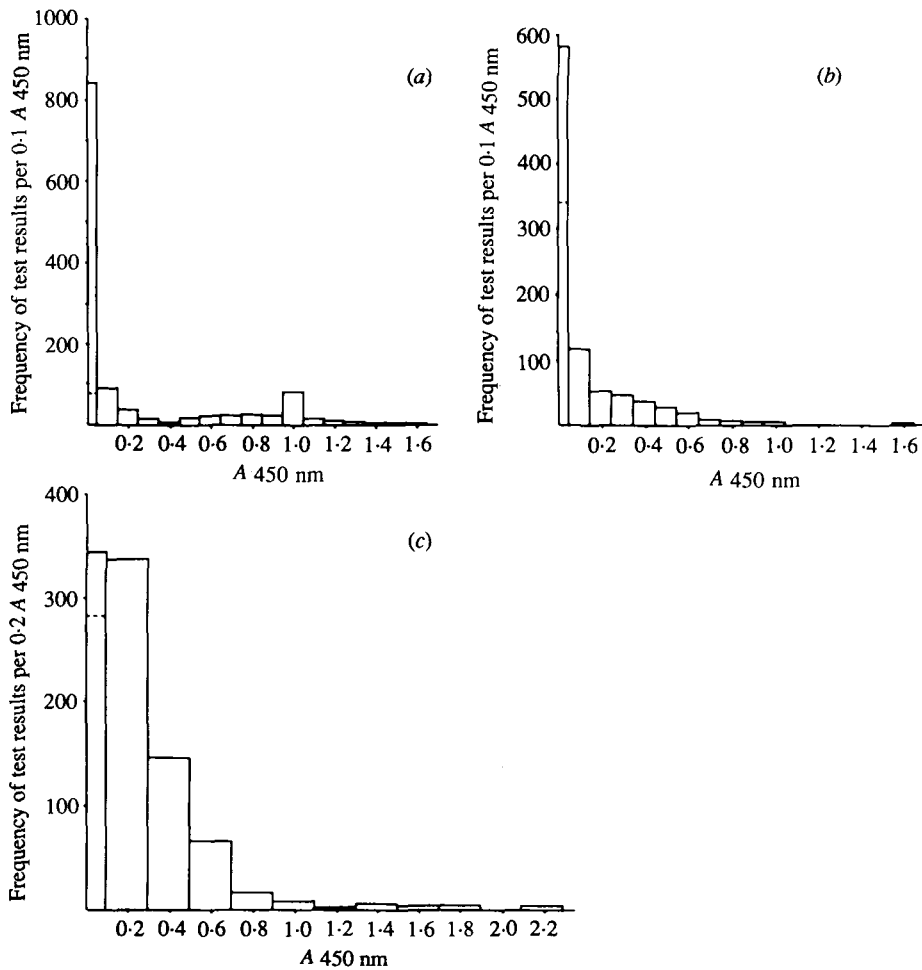 (a)
Frequency of test results per 0·1 A 450 nm
1000
800
600
400
200
0·2 0·4 0·6 0·8 1·0 1·2 1·4 1·6
A 450 nm
(b)
Frequency of test results per 0·1 A 450 nm
600
500
400
300
200
100
0·2 0·4 0·6 0·8 1·0 1·2 1·4 1·6
A 450 nm
(c)
Frequency of test results per 0·2 A 450 nm
400
300
200
100
0·2 0·4 0·6 0·8 1·0 1·2 1·4 1·6 1·8 2·0 2·2
A 450 nm